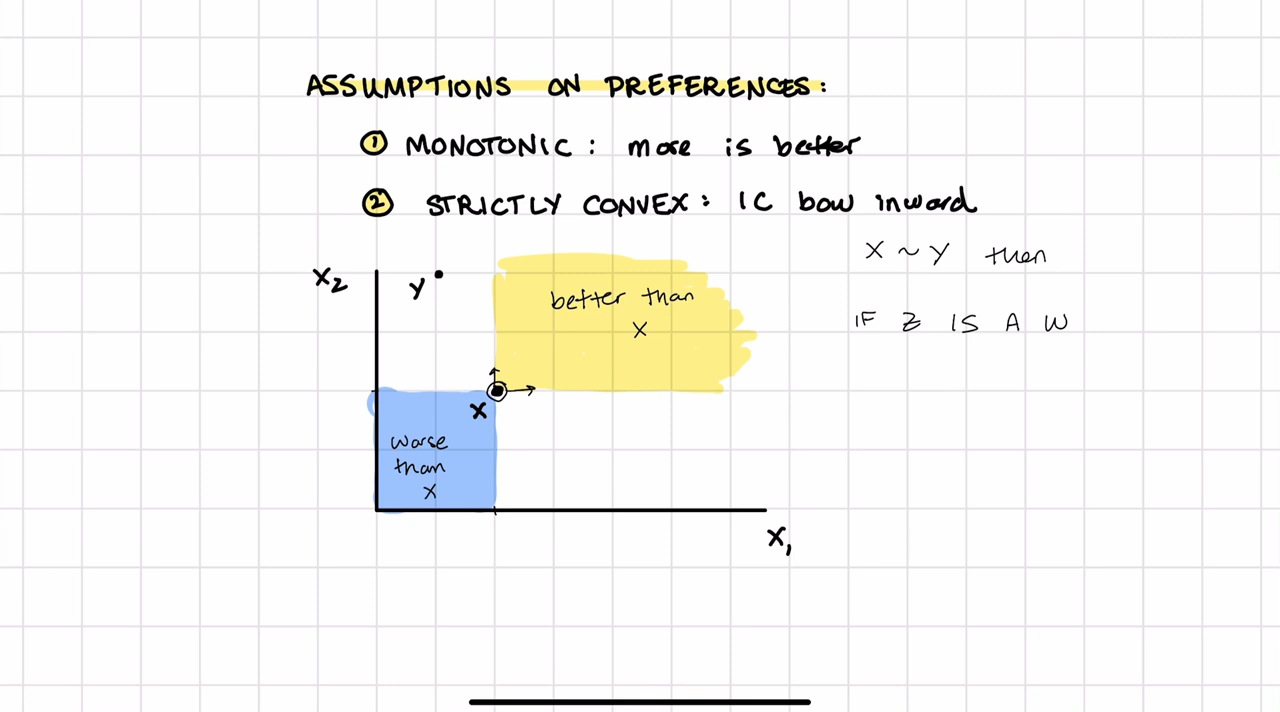 ASSUMPTIONS ON PREFERENCES:
① MONOTONIC: more is better
② STRICTLY CONVEX: IC bow inward
X ~ Y then
IF Z IS A W
X₂
Y
better than
X
X
worse
than
X
X₁